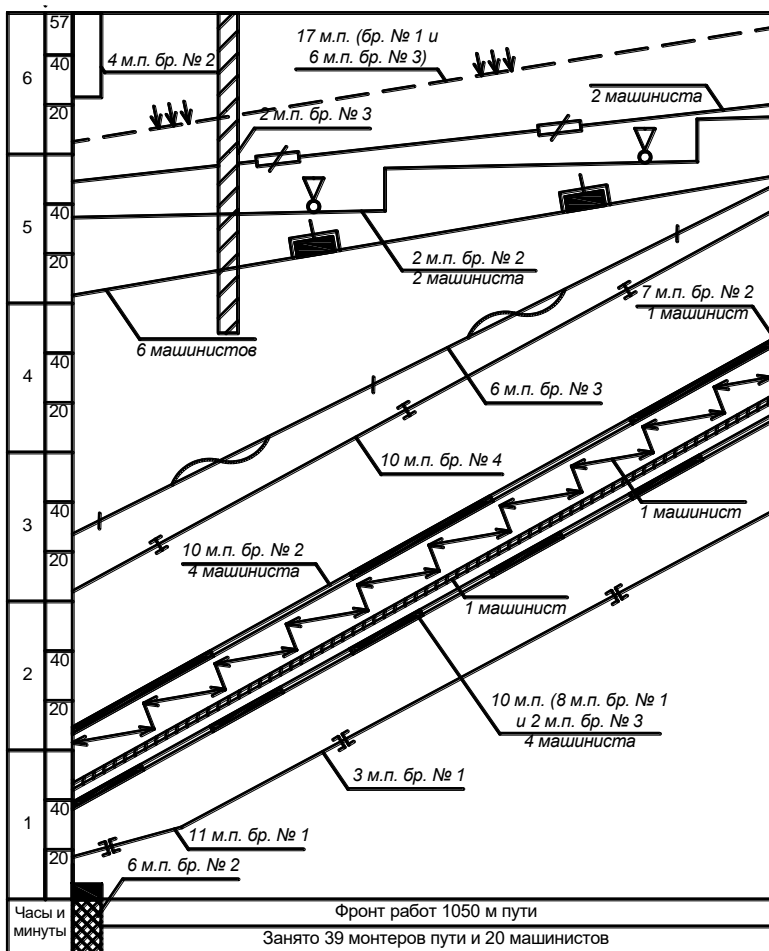 57
17 м.п. (бр. № 1 и
6 м.п. бр. № 3)
4 м.п. бр. № 2
6
40
20
2 машиниста
2 м.п. бр. № 3
5
40
20
2 м.п. бр. № 2
2 машиниста
7 м.п. бр. № 2
1 машинист
6 машинистов
4
40
20
6 м.п. бр. № 3
10 м.п. бр. № 4
3
40
20
1 машинист
10 м.п. бр. № 2
4 машиниста
1 машинист
2
40
20
10 м.п. (8 м.п. бр. № 1
и 2 м.п. бр. № 3
4 машиниста
3 м.п. бр. № 1
1
40
20
11 м.п. бр. № 1
6 м.п. бр. № 2
Часы и
минуты
Фронт работ 1050 м пути
Занято 39 монтеров пути и 20 машинистов